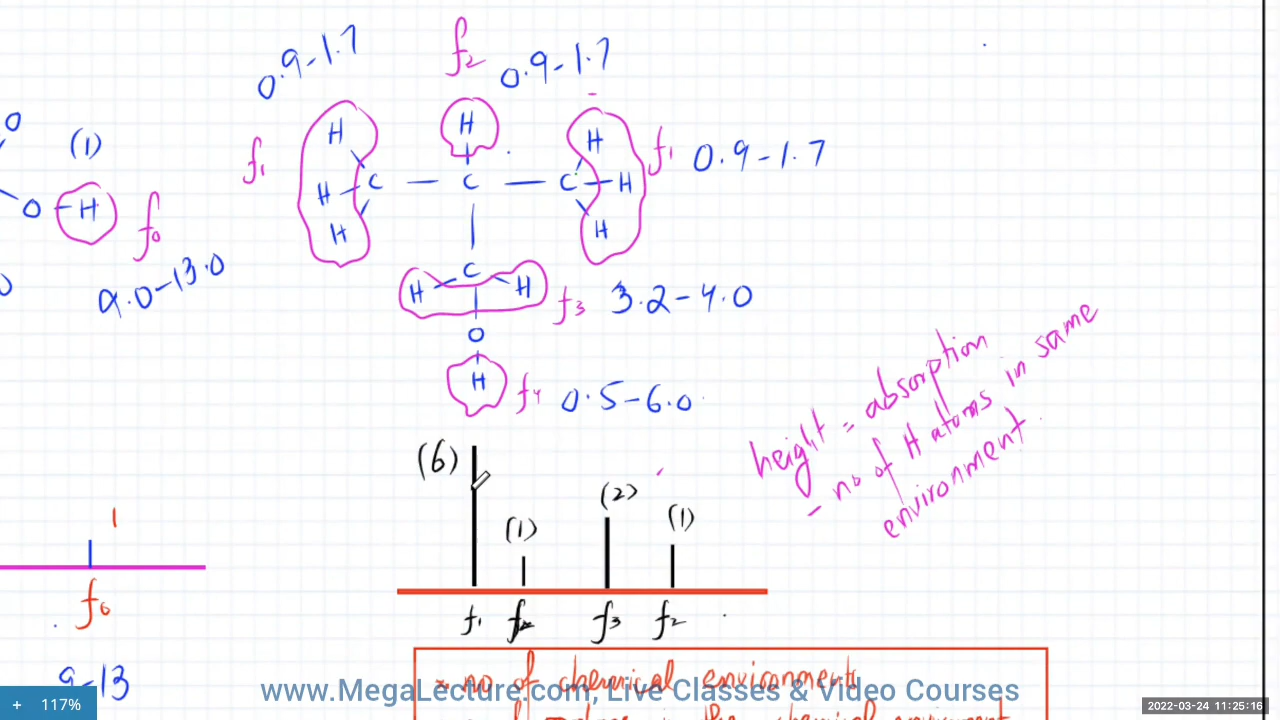 0.9-1.7
f2
0.9-1.7
O
(1)
O
H
f6
9.0-13.0
f1
H
H
H
C
H
C
C
H
H
H
f1
0.9-1.7
H
C
H
f3
3.2-4.0
O
H
f4
0.5-6.0
height = absorption
- no of H atoms in same
environment.
(6)
(1)
(2)
(1)
1
f1
f3
f2
f6
9-13
* no of chemical environments
www.MegaLecture.com, Live Classes & Video Courses
+ 117%
2022-03-24 11:25:16